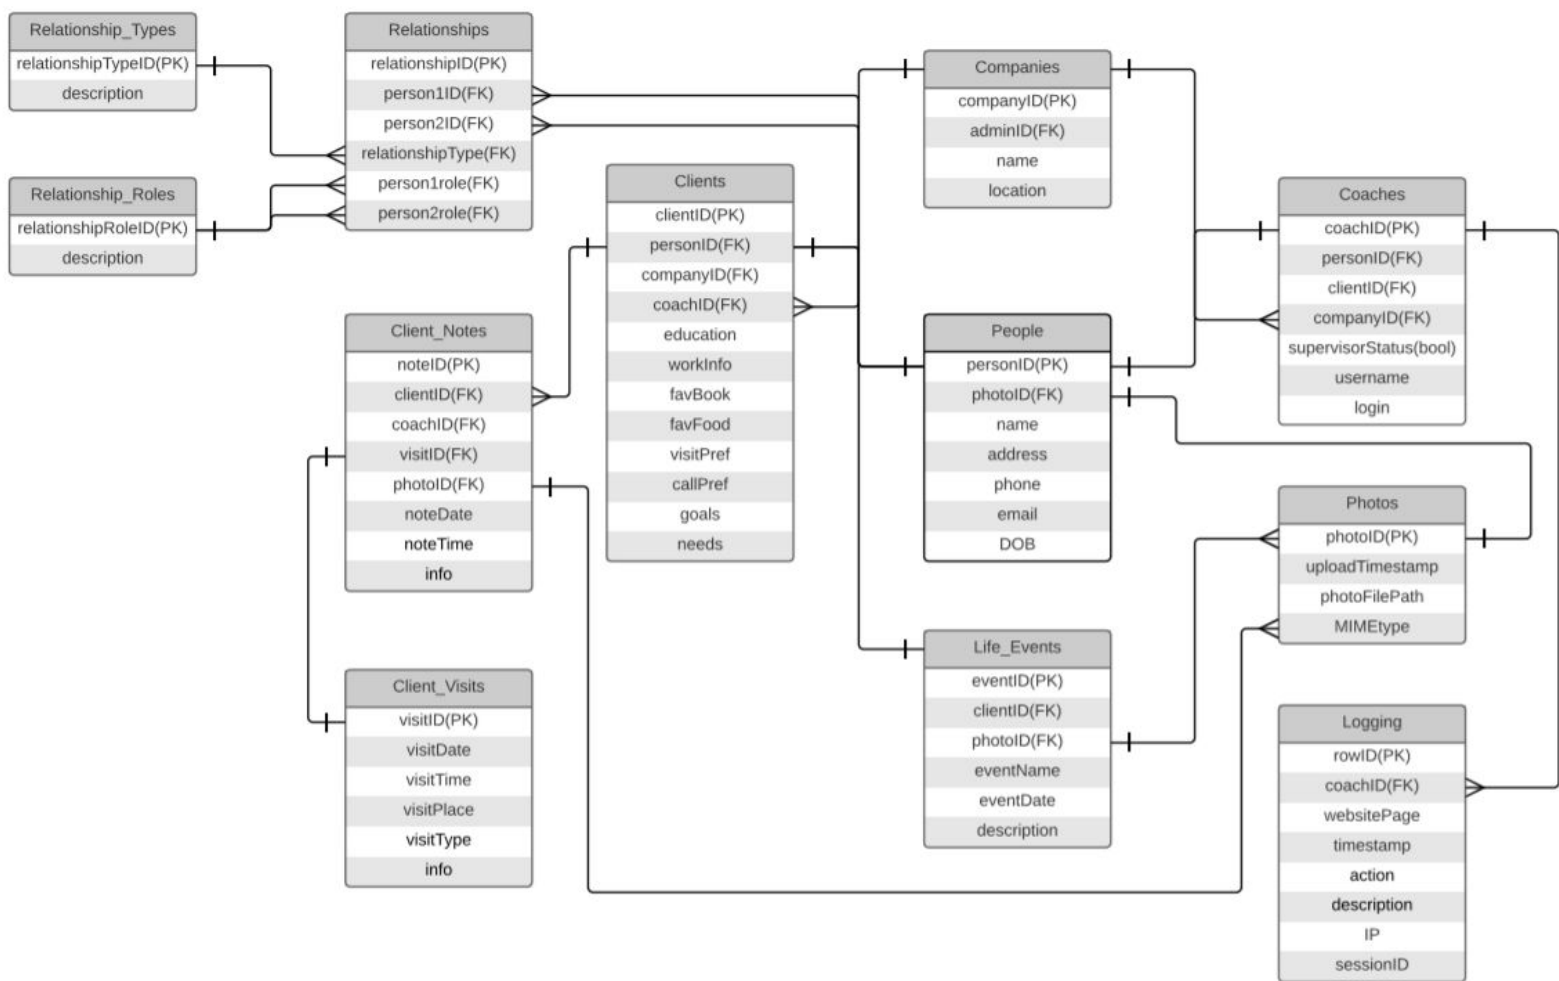 Relationship_Types
relationshipTypeID(PK)
description
Relationship_Roles
relationshipRoleID(PK)
description
Relationships
relationshipID(PK)
person1ID(FK)
person2ID(FK)
relationshipType(FK)
person1role(FK)
person2role(FK)
Client_Notes
noteID(PK)
clientID(FK)
coachID(FK)
visitID(FK)
photoID(FK)
noteDate
noteTime
info
Client_Visits
visitID(PK)
visitDate
visitTime
visitPlace
visitType
info
Clients
clientID(PK)
personID(FK)
companyID(FK)
coachID(FK)
education
workInfo
favBook
favFood
visitPref
callPref
goals
needs
Companies
companyID(PK)
adminID(FK)
name
location
People
personID(PK)
photoID(FK)
name
address
phone
email
DOB
Life_Events
eventID(PK)
clientID(FK)
photoID(FK)
eventName
eventDate
description
Coaches
coachID(PK)
personID(FK)
clientID(FK)
companyID(FK)
supervisorStatus(bool)
username
login
Photos
photoID(PK)
uploadTimestamp
photoFilePath
MIMEtype
Logging
rowID(PK)
coachID(FK)
websitePage
timestamp
action
description
IP
sessionID